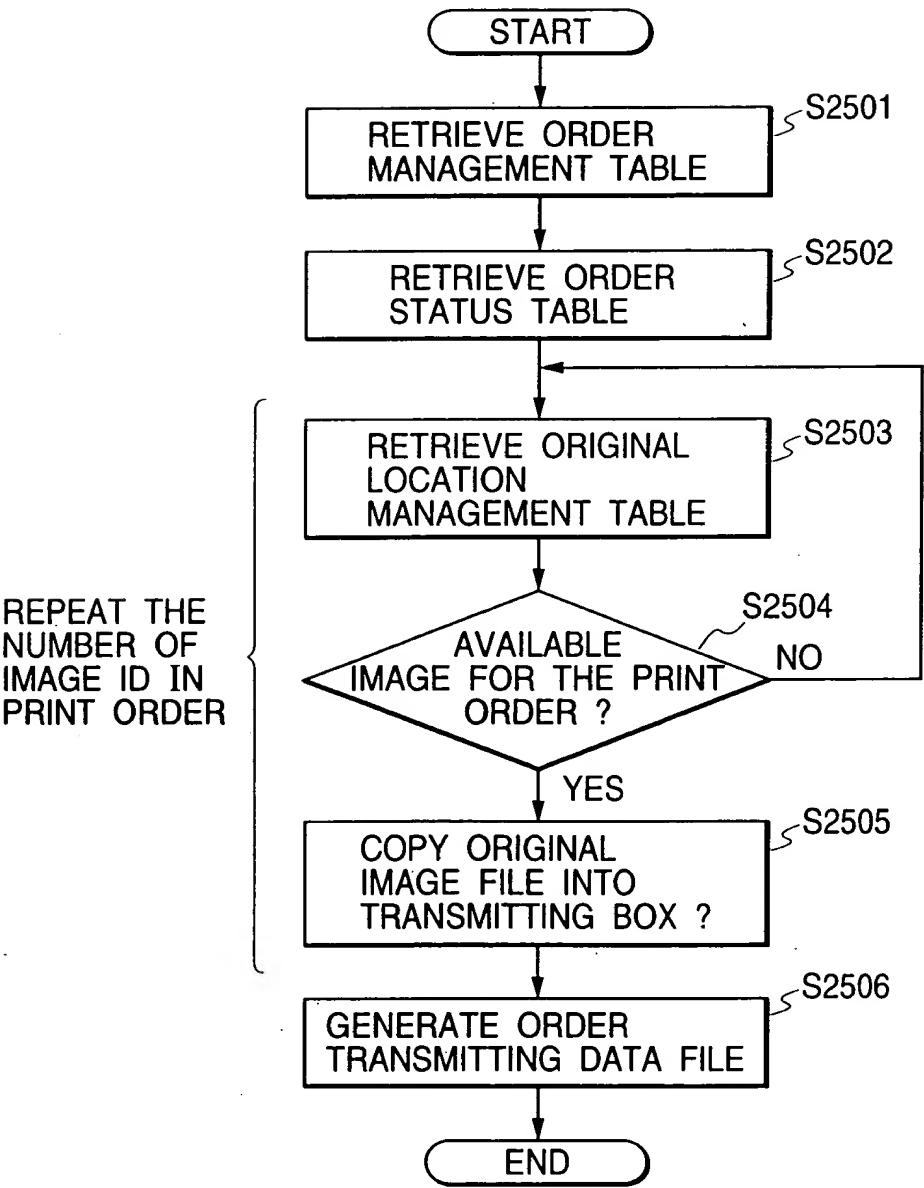 START
S2501
RETRIEVE ORDER
MANAGEMENT TABLE
S2502
RETRIEVE ORDER
STATUS TABLE
S2503
RETRIEVE ORIGINAL
LOCATION
MANAGEMENT TABLE
REPEAT THE
NUMBER OF
IMAGE ID IN
PRINT ORDER
S2504
AVAILABLE
IMAGE FOR THE PRINT
ORDER ?
NO
YES
S2505
COPY ORIGINAL
IMAGE FILE INTO
TRANSMITTING BOX ?
S2506
GENERATE ORDER
TRANSMITTING DATA FILE
END